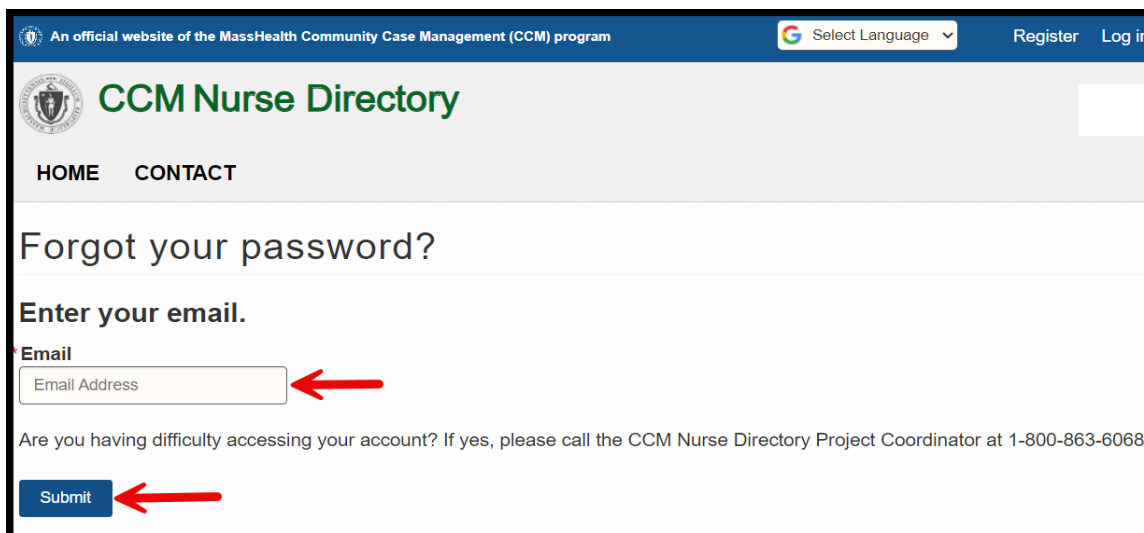 An official website of the MassHealth Community Case Management (CCM) program
Select Language
Register Log in
CCM Nurse Directory
HOME CONTACT
Forgot your password?
Enter your email.
*Email
Email Address
Are you having difficulty accessing your account? If yes, please call the CCM Nurse Directory Project Coordinator at 1-800-863-6068
Submit